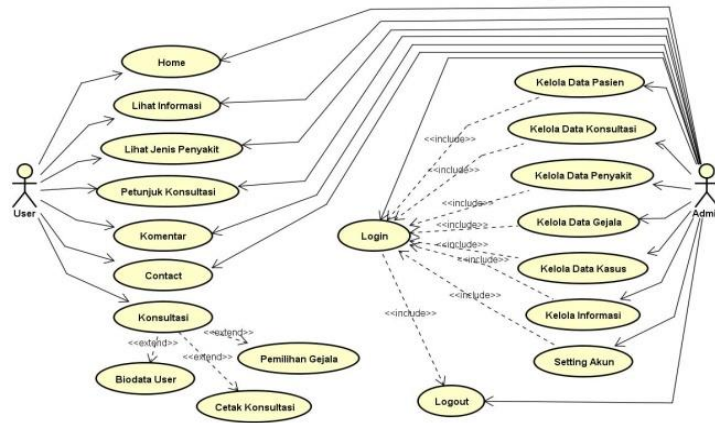 Home
Lihat Informasi
Lihat Jenis Penyakit
Petunjuk Konsultasi
Komentar
Contact
Konsultasi
<<extend>>
<<extend>>
<<extend>>
Biodata User
Cetak Konsultasi
Pemilihan Gejala
User
Login
<<include>>
<<include>>
<<include>>
<<include>>
<<include>>
<<include>>
<<include>>
<<include>>
Kelola Data Pasien
Kelola Data Konsultasi
Kelola Data Penyakit
Kelola Data Gejala
Kelola Data Kasus
Kelola Informasi
Setting Akun
Logout
Admi